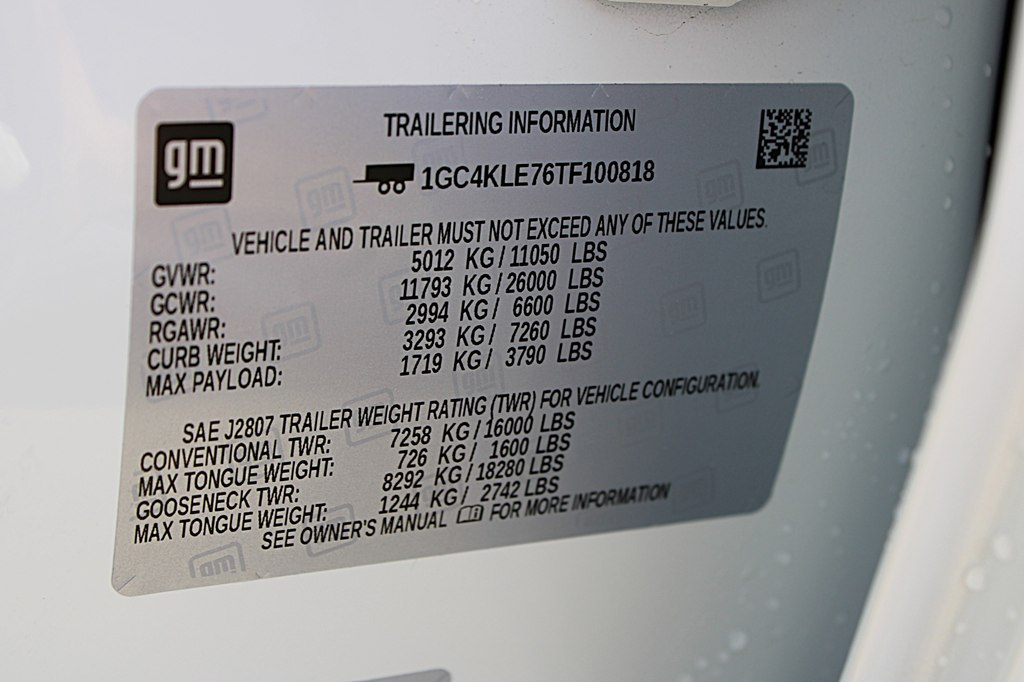 gm
TRAILERING INFORMATION
1GC4KLE76TF100818
VEHICLE AND TRAILER MUST NOT EXCEED ANY OF THESE VALUES.
GVWR: 5012 KG / 11050 LBS
GCWR: 11793 KG / 26000 LBS
RGAWR: 2994 KG / 6600 LBS
CURB WEIGHT: 3293 KG / 7260 LBS
MAX PAYLOAD: 1719 KG / 3790 LBS
SAE J2807 TRAILER WEIGHT RATING (TWR) FOR VEHICLE CONFIGURATION.
CONVENTIONAL TWR: 7258 KG / 16000 LBS
MAX TONGUE WEIGHT: 726 KG / 1600 LBS
GOOSENECK TWR: 8292 KG / 18280 LBS
MAX TONGUE WEIGHT: 1244 KG / 2742 LBS
SEE OWNER'S MANUAL FOR MORE INFORMATION